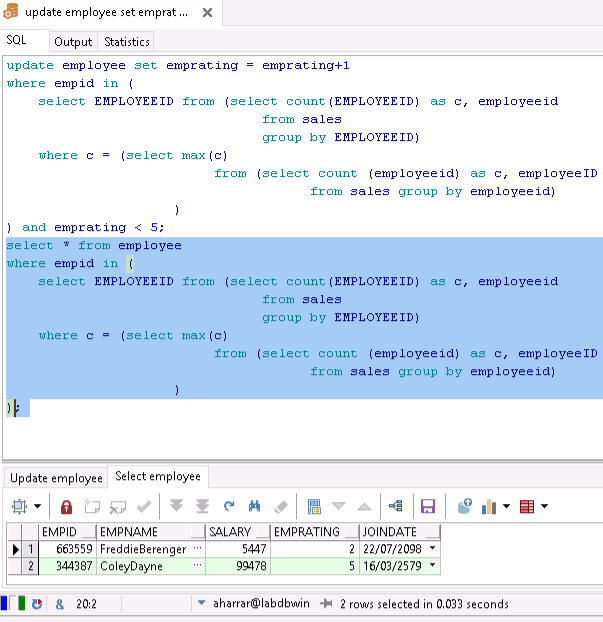 update employee set emprat ...
SQL Output Statistics
update employee set emprating = emprating+1
where empid in (
select EMPLOYEEID from (select count(EMPLOYEEID) as c, employeeid
from sales
group by EMPLOYEEID)
where c = (select max(c)
from (select count (employeeid) as c, employeeID
from sales group by employeeid)
)
) and emprating < 5;
select * from employee
where empid in (
select EMPLOYEEID from (select count(EMPLOYEEID) as c, employeeid
from sales
group by EMPLOYEEID)
where c = (select max(c)
from (select count (employeeid) as c, employeeID
from sales group by employeeid)
)
);
Update employee Select employee
EMPID EMPNAME SALARY EMPRATING JOINDATE
1 663559 FreddieBerenger ... 5447 2 22/07/2098
2 344387 ColeyDayne ... 99478 5 16/03/2579
& 20:2 aharrar@labdbwin 2 rows selected in 0.033 seconds